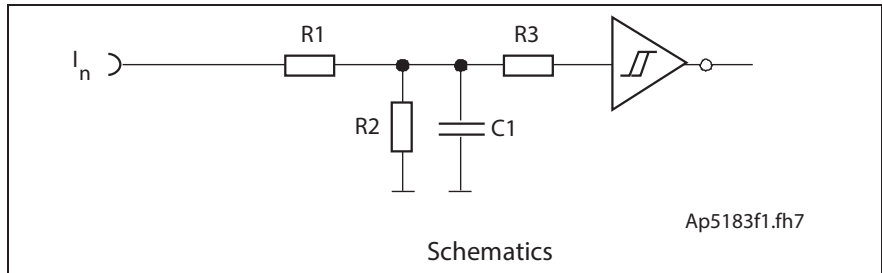 R1
R3
In
R2
C1
Ap5183f1.fh7
Schematics